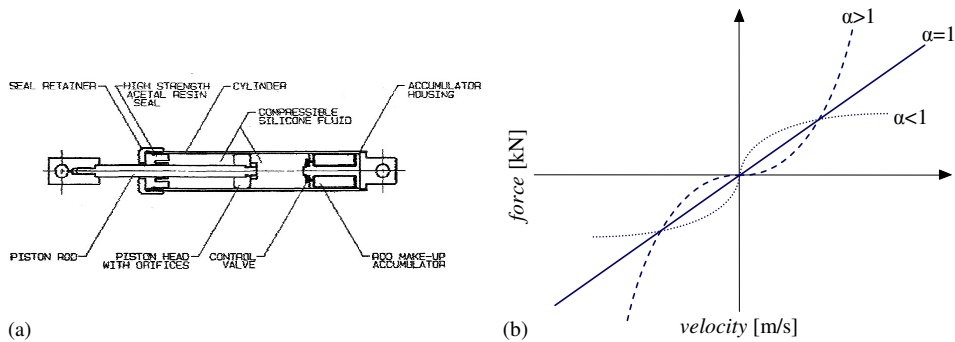 SEAL RETAINER
HIGH STRENGTH
ACETAL RESIN
SEAL
CYLINDER
COMPRESSIBLE
SILICONE FLUID
ACCUMULATOR
HOUSING
PISTON ROD
PISTON HEAD
WITH ORIFICES
CONTROL
VALVE
ROD MAKE-UP
ACCUMULATOR
(a)
α>1
α=1
α<1
force [kN]
velocity [m/s]
(b)